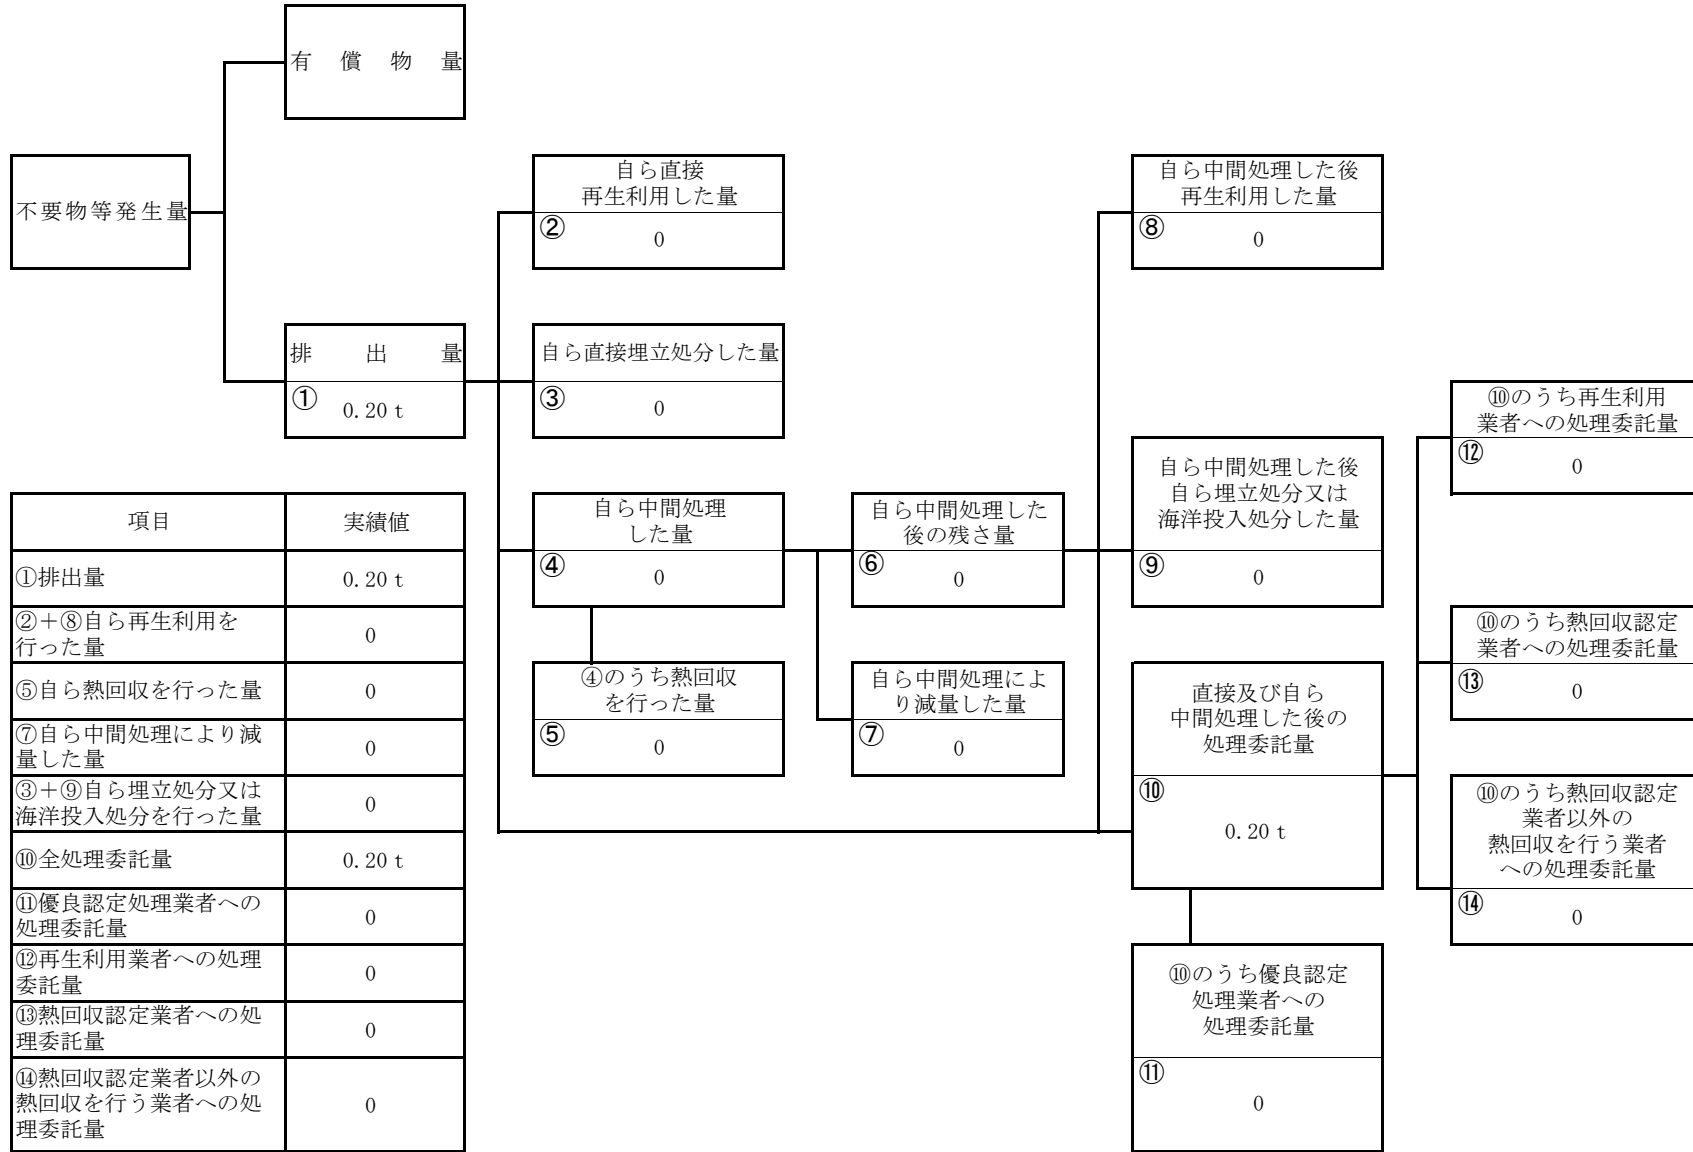 有償物量
不要物等発生量
排出量
① 0.20 t
自ら直接
再生利用した量
② 0
自ら直接埋立処分した量
③ 0
自ら中間処理
した量
④ 0
④のうち熱回収
を行った量
⑤ 0
自ら中間処理した
後の残さ量
⑥ 0
自ら中間処理によ
り減量した量
⑦ 0
自ら中間処理した後
再生利用した量
⑧ 0
自ら中間処理した後
自ら埋立処分又は
海洋投入処分した量
⑨ 0
直接及び自ら
中間処理した後の
処理委託量
⑩
0.20 t
⑩のうち優良認定
処理業者への
処理委託量
⑪
0
⑩のうち再生利用
業者への処理委託量
⑫ 0
⑩のうち熱回収認定
業者への処理委託量
⑬ 0
⑩のうち熱回収認定
業者以外の
熱回収を行う業者
への処理委託量
⑭ 0
項目 実績値
①排出量 0.20 t
②+⑧自ら再生利用を
行った量 0
⑤自ら熱回収を行った量 0
⑦自ら中間処理により減
量した量 0
③+⑨自ら埋立処分又は
海洋投入処分を行った量 0
⑩全処理委託量 0.20 t
⑪優良認定処理業者への
処理委託量 0
⑫再生利用業者への処理
委託量 0
⑬熱回収認定業者への処
理委託量 0
⑭熱回収認定業者以外の
熱回収を行う業者への処 0
理委託量